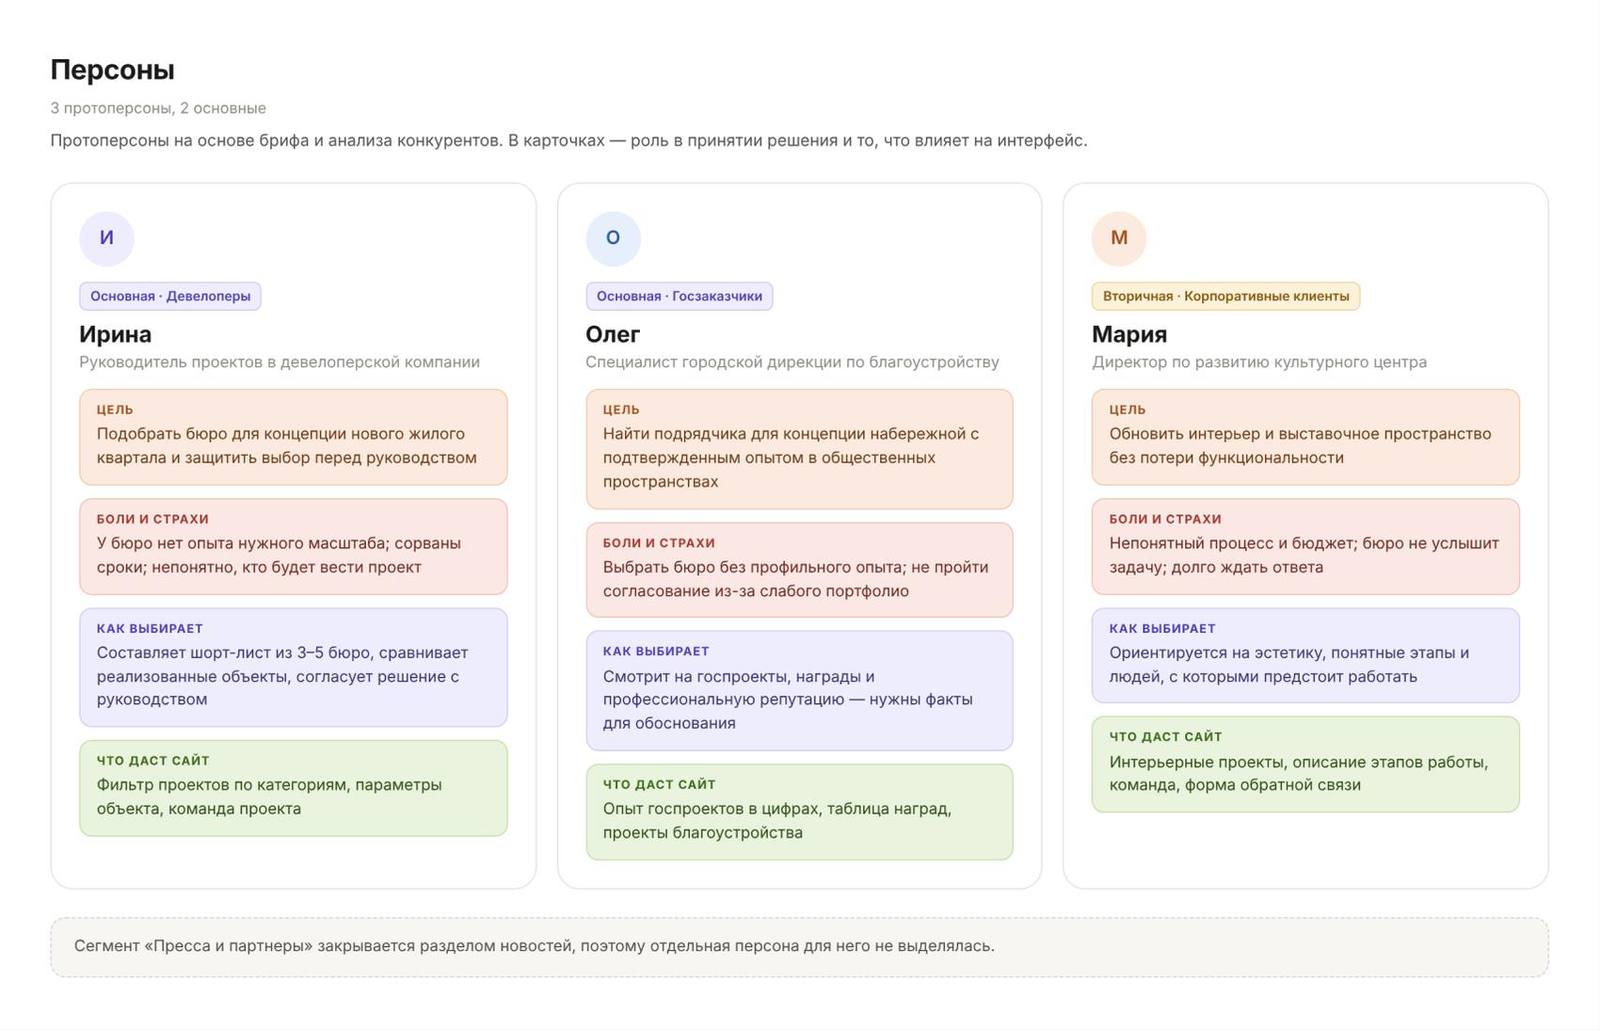 Персоны
3 протоперсоны, 2 основные
Протоперсоны на основе брифа и анализа конкурентов. В карточках — роль в принятии решения и то, что влияет на интерфейс.
И
Основная · Девелоперы
Ирина
Руководитель проектов в девелоперской компании
ЦЕЛЬ
Подобрать бюро для концепции нового жилого
квартала и защитить выбор перед руководством
БОЛИ И СТРАХИ
У бюро нет опыта нужного масштаба; сорваны
сроки; непонятно, кто будет вести проект
КАК ВЫБИРАЕТ
Составляет шорт-лист из 3–5 бюро, сравнивает
реализованные объекты, согласует решение с
руководством
ЧТО ДАСТ САЙТ
Фильтр проектов по категориям, параметры
объекта, команда проекта
О
Основная · Госзаказчики
Олег
Специалист городской дирекции по благоустройству
ЦЕЛЬ
Найти подрядчика для концепции набережной с
подтвержденным опытом в общественных
пространствах
БОЛИ И СТРАХИ
Выбрать бюро без профильного опыта; не пройти
согласование из-за слабого портфолио
КАК ВЫБИРАЕТ
Смотрит на госпроекты, награды и
профессиональную репутацию — нужны факты
для обоснования
ЧТО ДАСТ САЙТ
Опыт госпроектов в цифрах, таблица наград,
проекты благоустройства
М
Вторичная · Корпоративные клиенты
Мария
Директор по развитию культурного центра
ЦЕЛЬ
Обновить интерьер и выставочное пространство
без потери функциональности
БОЛИ И СТРАХИ
Непонятный процесс и бюджет; бюро не услышит
задачу; долго ждать ответа
КАК ВЫБИРАЕТ
Ориентируется на эстетику, понятные этапы и
людей, с которыми предстоит работать
ЧТО ДАСТ САЙТ
Интерьерные проекты, описание этапов работы,
команда, форма обратной связи
Сегмент «Пресса и партнеры» закрывается разделом новостей, поэтому отдельная персона для него не выделялась.